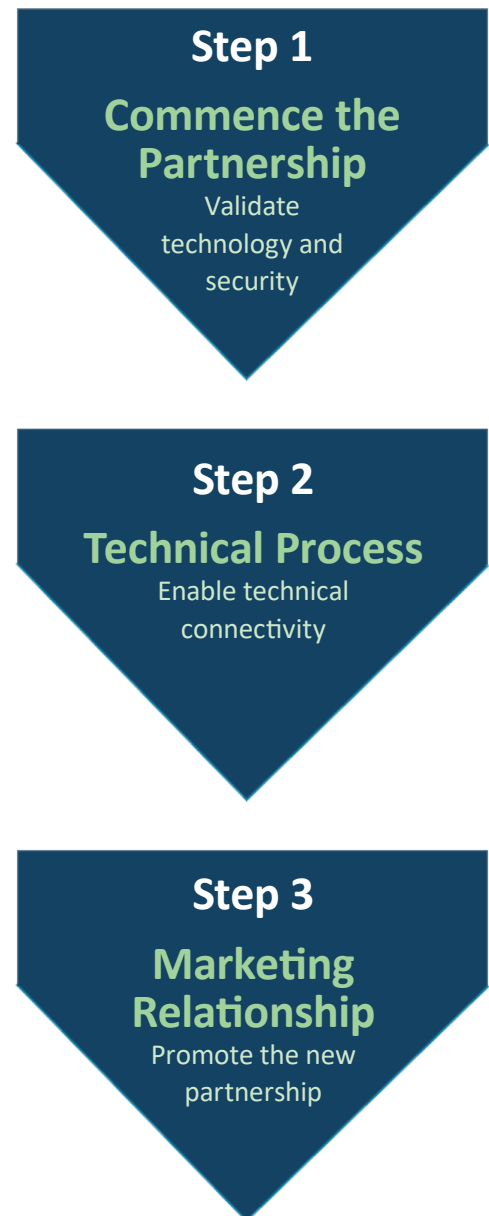 Step 1
Commence the
Partnership
Validate
technology and
security
Step 2
Technical Process
Enable technical
connectivity
Step 3
Marketing
Relationship
Promote the new
partnership